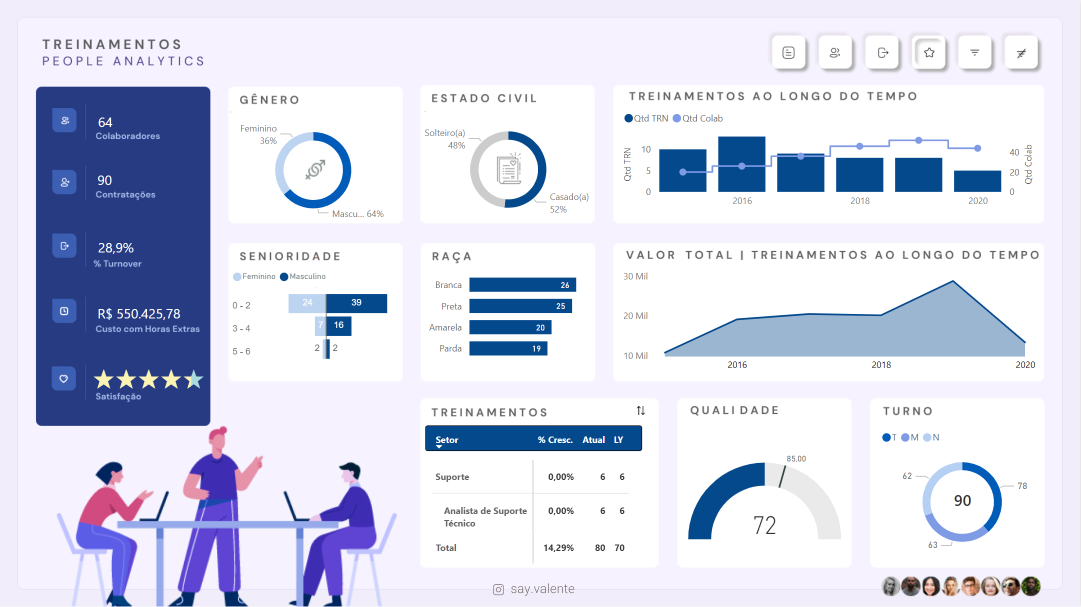 TREINAMENTOS
PEOPLE ANALYTICS
64
Colaboradores
90
Contratações
28,9%
% Turnover
R$ 550.425,78
Custo com Horas Extras
Satisfação
GÊNERO
Feminino
36%
Mascu... 64%
ESTADO CIVIL
Solteiro(a)
48%
Casado(a)
52%
TREINAMENTOS AO LONGO DO TEMPO
Qtd TRN Qtd Colab
Qtd TRN
10
5
0
2016 2018 2020
40
20
0
Qtd Colab
SENIORIDADE
Feminino Masculino
0 - 2 24 39
3 - 4 7 16
5 - 6 2 2
RAÇA
Branca 26
Preta 25
Amarela 20
Parda 19
VALOR TOTAL | TREINAMENTOS AO LONGO DO TEMPO
30 Mil
20 Mil
10 Mil
2016 2018 2020
TREINAMENTOS
Setor % Cresc. Atual LY
Suporte 0,00% 6 6
Analista de Suporte
Técnico 0,00% 6 6
Total 14,29% 80 70
QUALIDADE
85,00
72
TURNO
T M N
62
78
90
63
say.valente